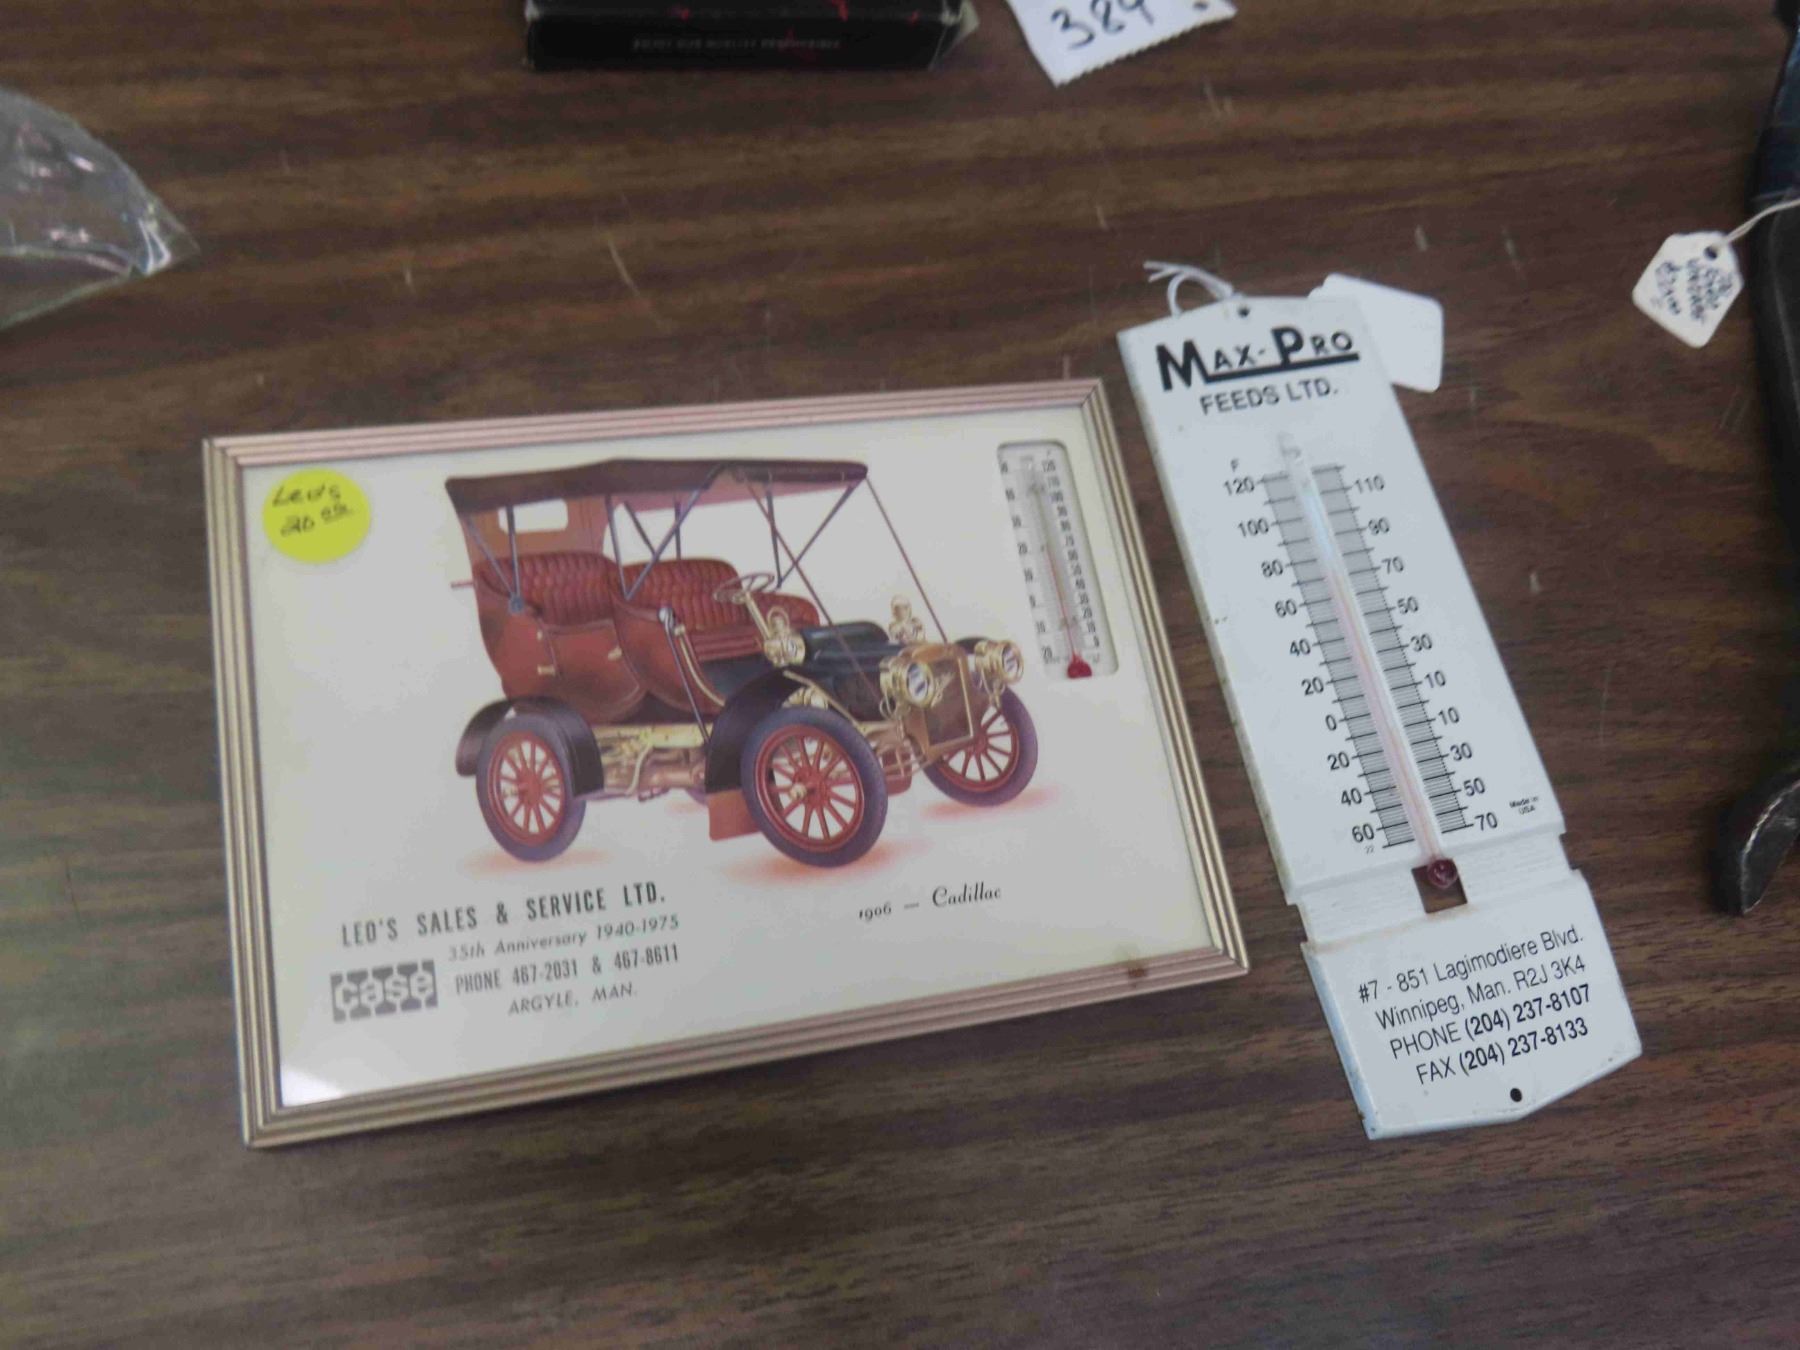 384
Leo's
20
LEO'S SALES & SERVICE LTD.
35th Anniversary 1940-1975
case
PHONE 467-2031 & 467-8611
ARGYLE, MAN.
1906 — Cadillac
MAX-PRO
FEEDS LTD.
F
120 110
100 90
80 70
60 50
40 30
20 10
0 10
20 30
40 50
60 70
22
Made in
USA
#7 - 851 Lagimodiere Blvd.
Winnipeg, Man. R2J 3K4
PHONE (204) 237-8107
FAX (204) 237-8133